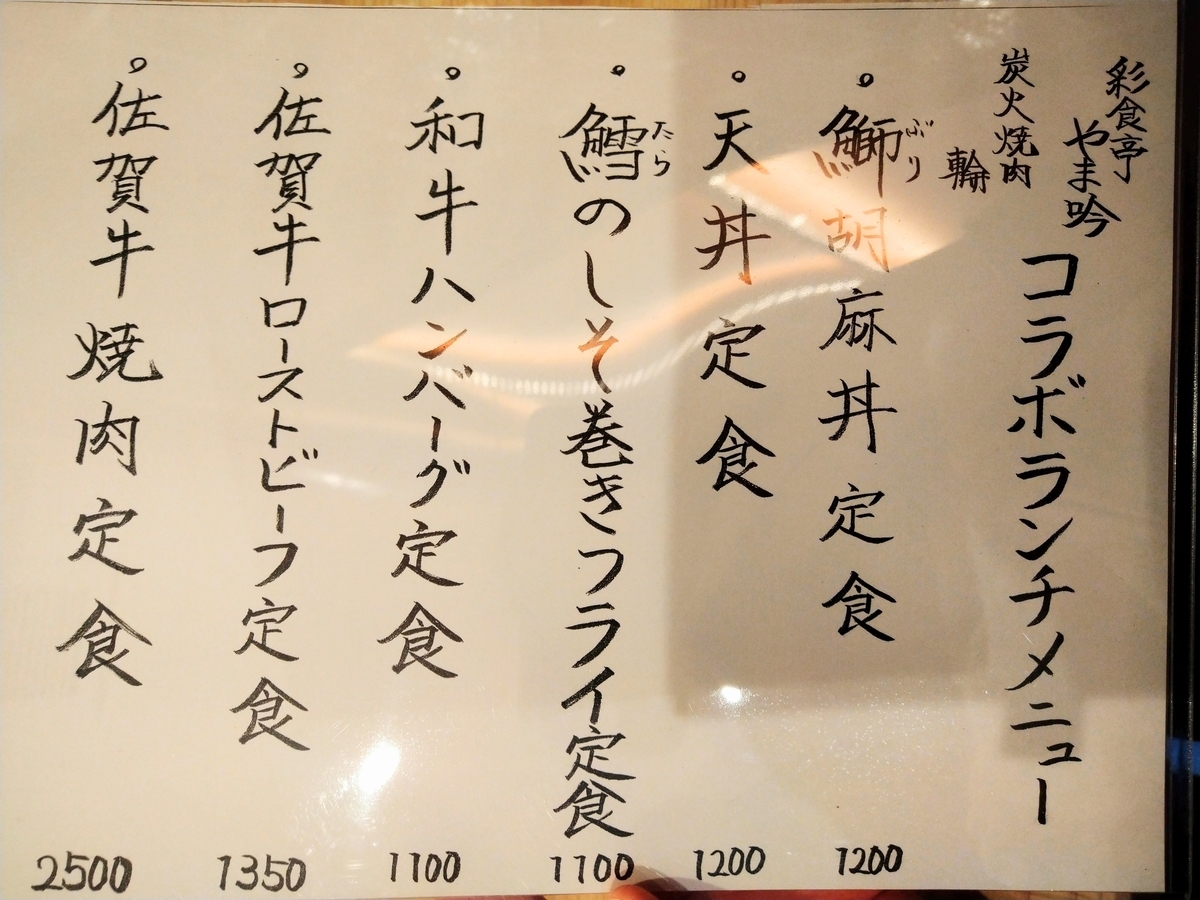 彩食亭
やま吟
炭火焼肉
輪
コラボランチメニュー
。鰤胡麻丼定食
ぶり
1200
。天丼定食
1200
。鱈のしそ巻きフライ定食
たら
1100
。和牛ハンバーグ定食
1100
。佐賀牛ローストビーフ定食
1350
。佐賀牛焼肉定食
2500